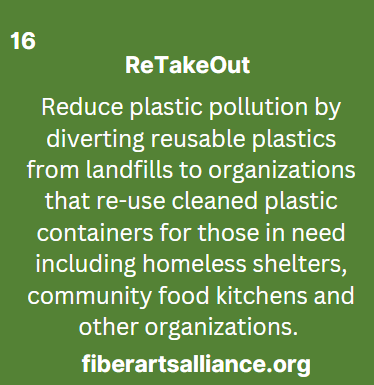 16
ReTakeOut
Reduce plastic pollution by
diverting reusable plastics
from landfills to organizations
that re-use cleaned plastic
containers for those in need
including homeless shelters,
community food kitchens and
other organizations.
fiberartsalliance.org